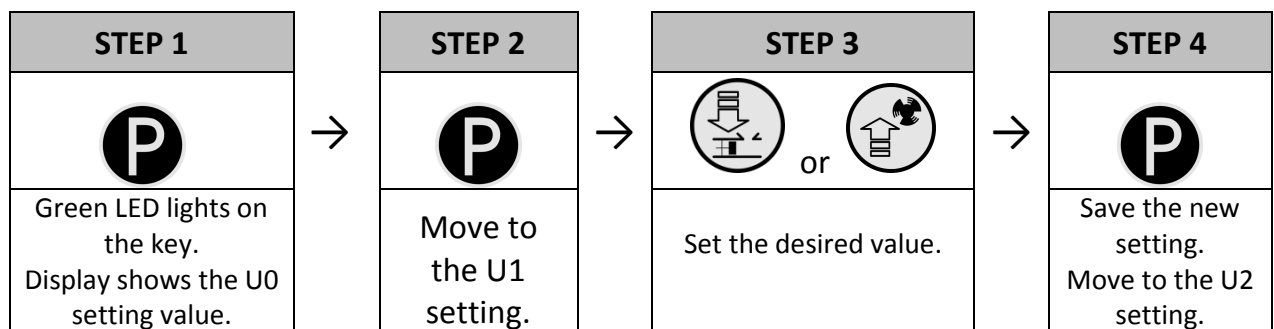 STEP 1
P
Green LED lights on
the key.
Display shows the U0
setting value.
STEP 2
P
Move to
the U1
setting.
STEP 3
or
Set the desired value.
STEP 4
P
Save the new
setting.
Move to the U2
setting.